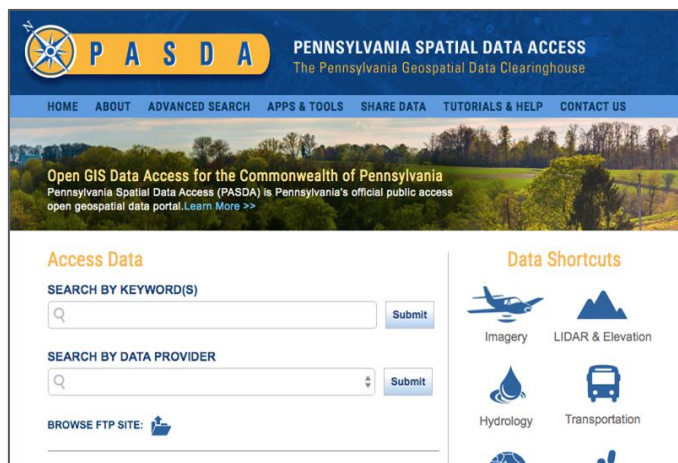 N
PASDA
PENNSYLVANIA SPATIAL DATA ACCESS
The Pennsylvania Geospatial Data Clearinghouse
HOME ABOUT ADVANCED SEARCH APPS & TOOLS SHARE DATA TUTORIALS & HELP CONTACT US
Open GIS Data Access for the Commonwealth of Pennsylvania
Pennsylvania Spatial Data Access (PASDA) is Pennsylvania's official public access
open geospatial data portal.Learn More >>
Access Data
SEARCH BY KEYWORD(S)
Submit
SEARCH BY DATA PROVIDER
Submit
BROWSE FTP SITE:
Data Shortcuts
Imagery
LIDAR & Elevation
Hydrology
Transportation